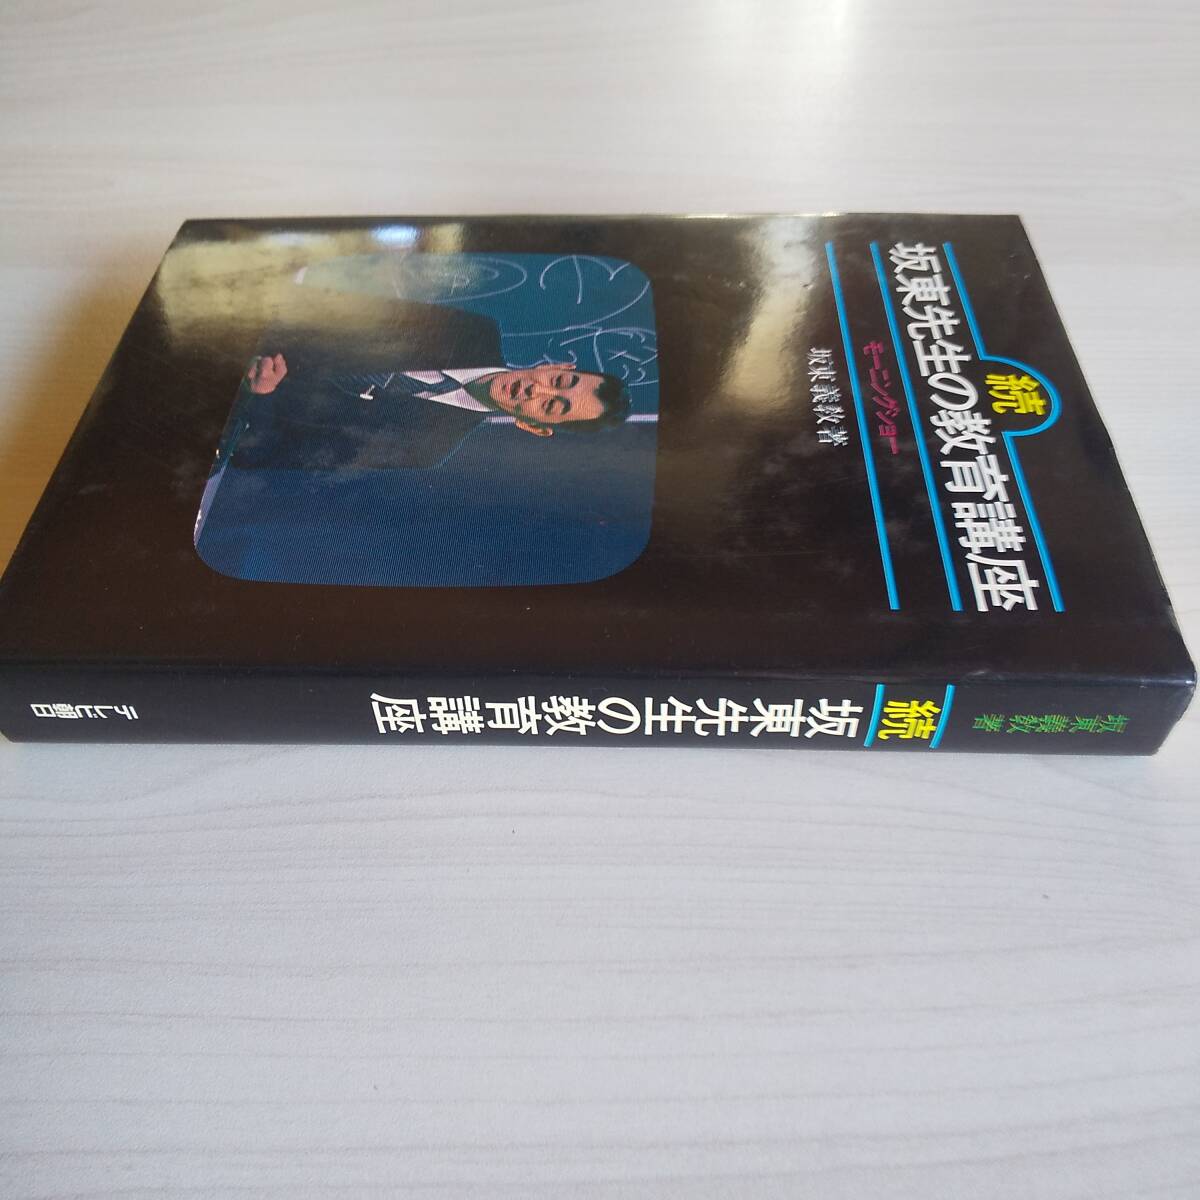 続
坂東先生の教育講座
モーニングショー
坂東義教著
坂東義教著
続
坂東先生の教育講座
テレビ朝日